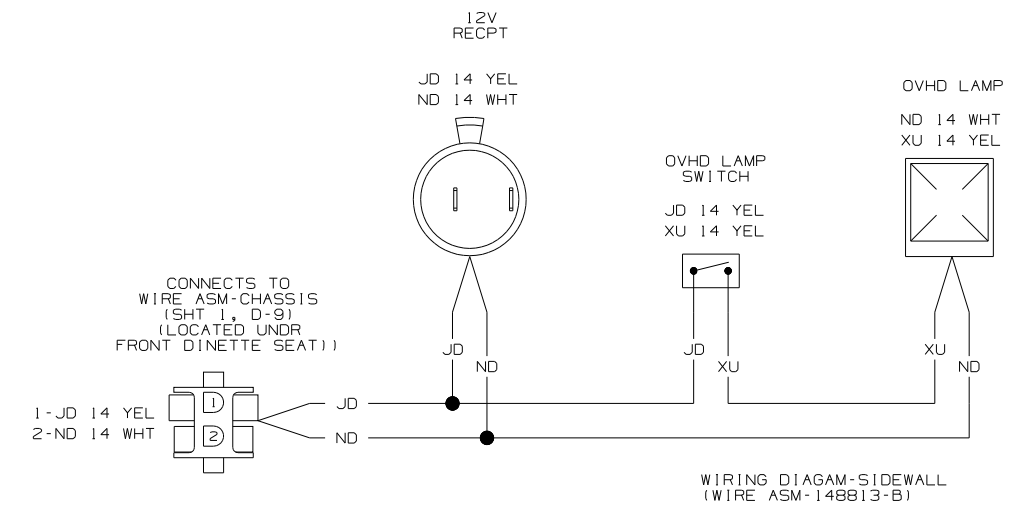 12V
RECPT
JD 14 YEL
ND 14 WHT
OVHD LAMP
ND 14 WHT
XU 14 YEL
OVHD LAMP
SWITCH
JD 14 YEL
XU 14 YEL
CONNECTS TO
WIRE ASM-CHASSIS
(SHT 1, D-9)
(LOCATED UNDR
FRONT DINETTE SEAT))
JD
ND
JD
XU
XU
ND
1-JD 14 YEL
2-ND 14 WHT
1
2
JD
ND
WIRING DIAGAM-SIDEWALL
(WIRE ASM-148813-B)